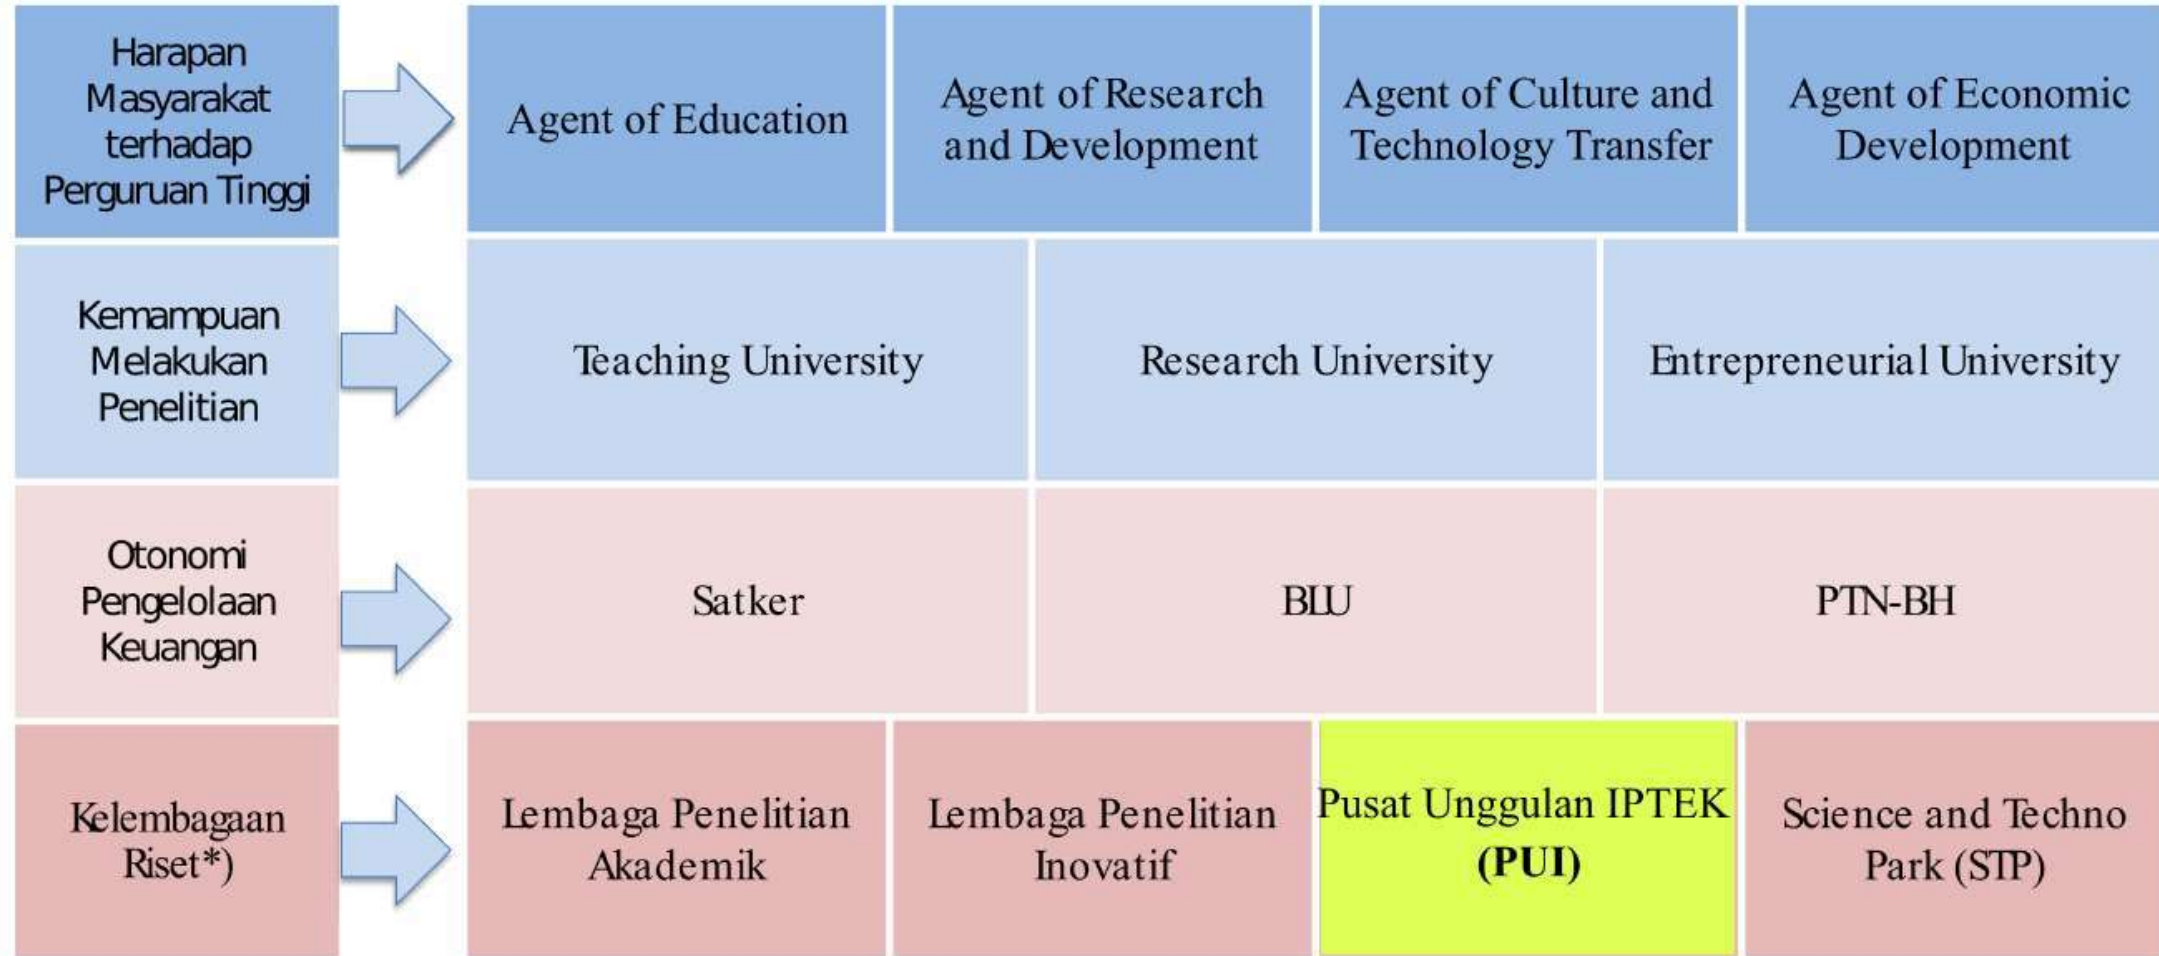 Harapan
Masyarakat
terhadap
Perguruan Tinggi
Agent of Education
Agent of Research
and Development
Agent of Culture and
Technology Transfer
Agent of Economic
Development
Kemampuan
Melakukan
Penelitian
Teaching University
Research University
Entrepreneurial University
Otonomi
Pengelolaan
Keuangan
Satker
BLU
PTN-BH
Kelembagaan
Riset*)
Lembaga Penelitian
Akademik
Lembaga Penelitian
Inovatif
Pusat Unggulan IPTEK
(PUI)
Science and Techno
Park (STP)